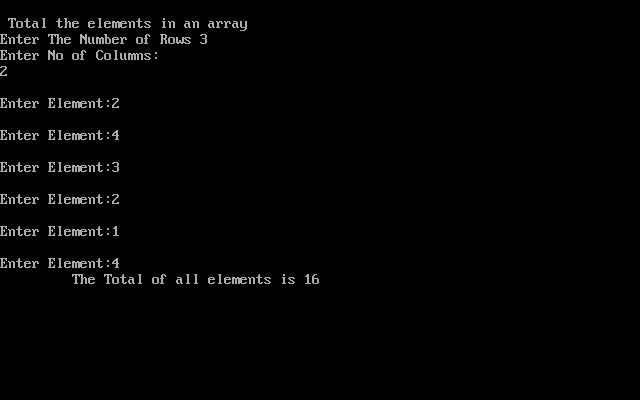 Total the elements in an array
Enter The Number of Rows 3
Enter No of Columns:
2
Enter Element:2
Enter Element:4
Enter Element:3
Enter Element:2
Enter Element:1
Enter Element:4
The Total of all elements is 16